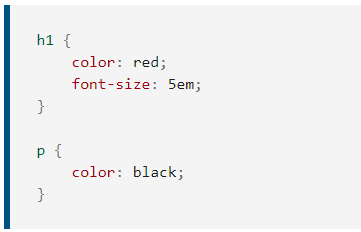 h1 {
    color: red;
    font-size: 5em;
}

p {
    color: black;
}